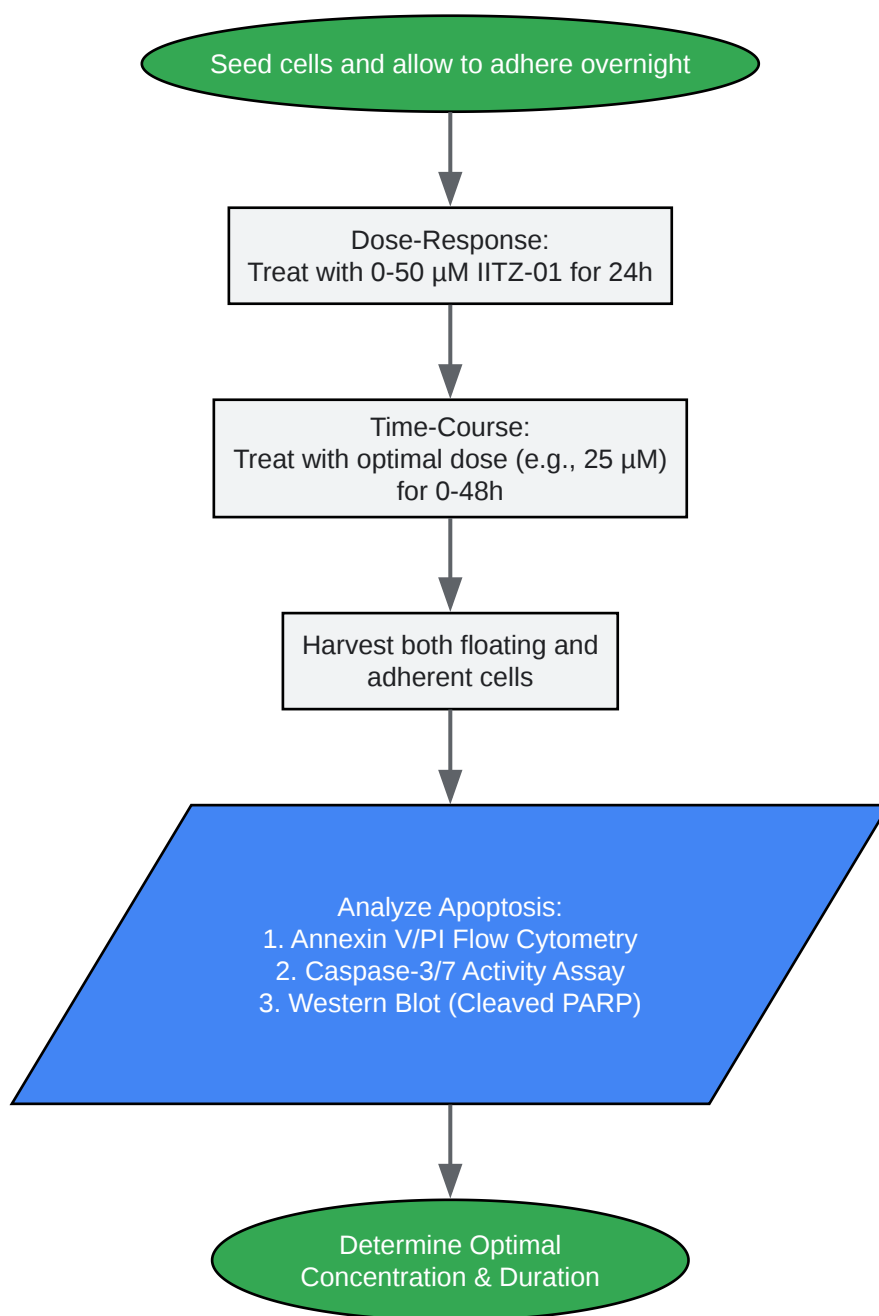 Seed cells and allow to adhere overnight
Dose-Response:
Treat with 0-50 µM IITZ-01 for 24h
Time-Course:
Treat with optimal dose (e.g., 25 µM)
for 0-48h
Harvest both floating and
adherent cells
Analyze Apoptosis:
1. Annexin V/PI Flow Cytometry
2. Caspase-3/7 Activity Assay
3. Western Blot (Cleaved PARP)
Determine Optimal
Concentration & Duration